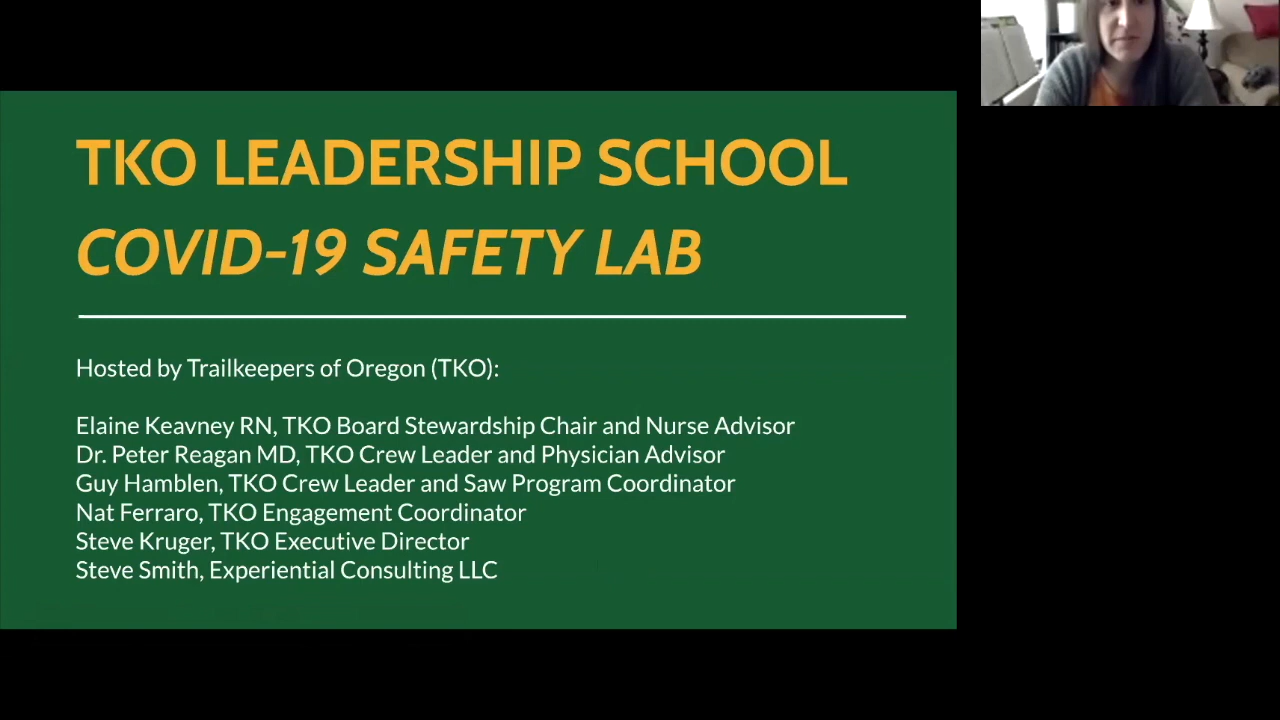 TKO LEADERSHIP SCHOOL
COVID-19 SAFETY LAB
Hosted by Trailkeepers of Oregon (TKO):
Elaine Keavney RN, TKO Board Stewardship Chair and Nurse Advisor
Dr. Peter Reagan MD, TKO Crew Leader and Physician Advisor
Guy Hamblen, TKO Crew Leader and Saw Program Coordinator
Nat Ferraro, TKO Engagement Coordinator
Steve Kruger, TKO Executive Director
Steve Smith, Experiential Consulting LLC